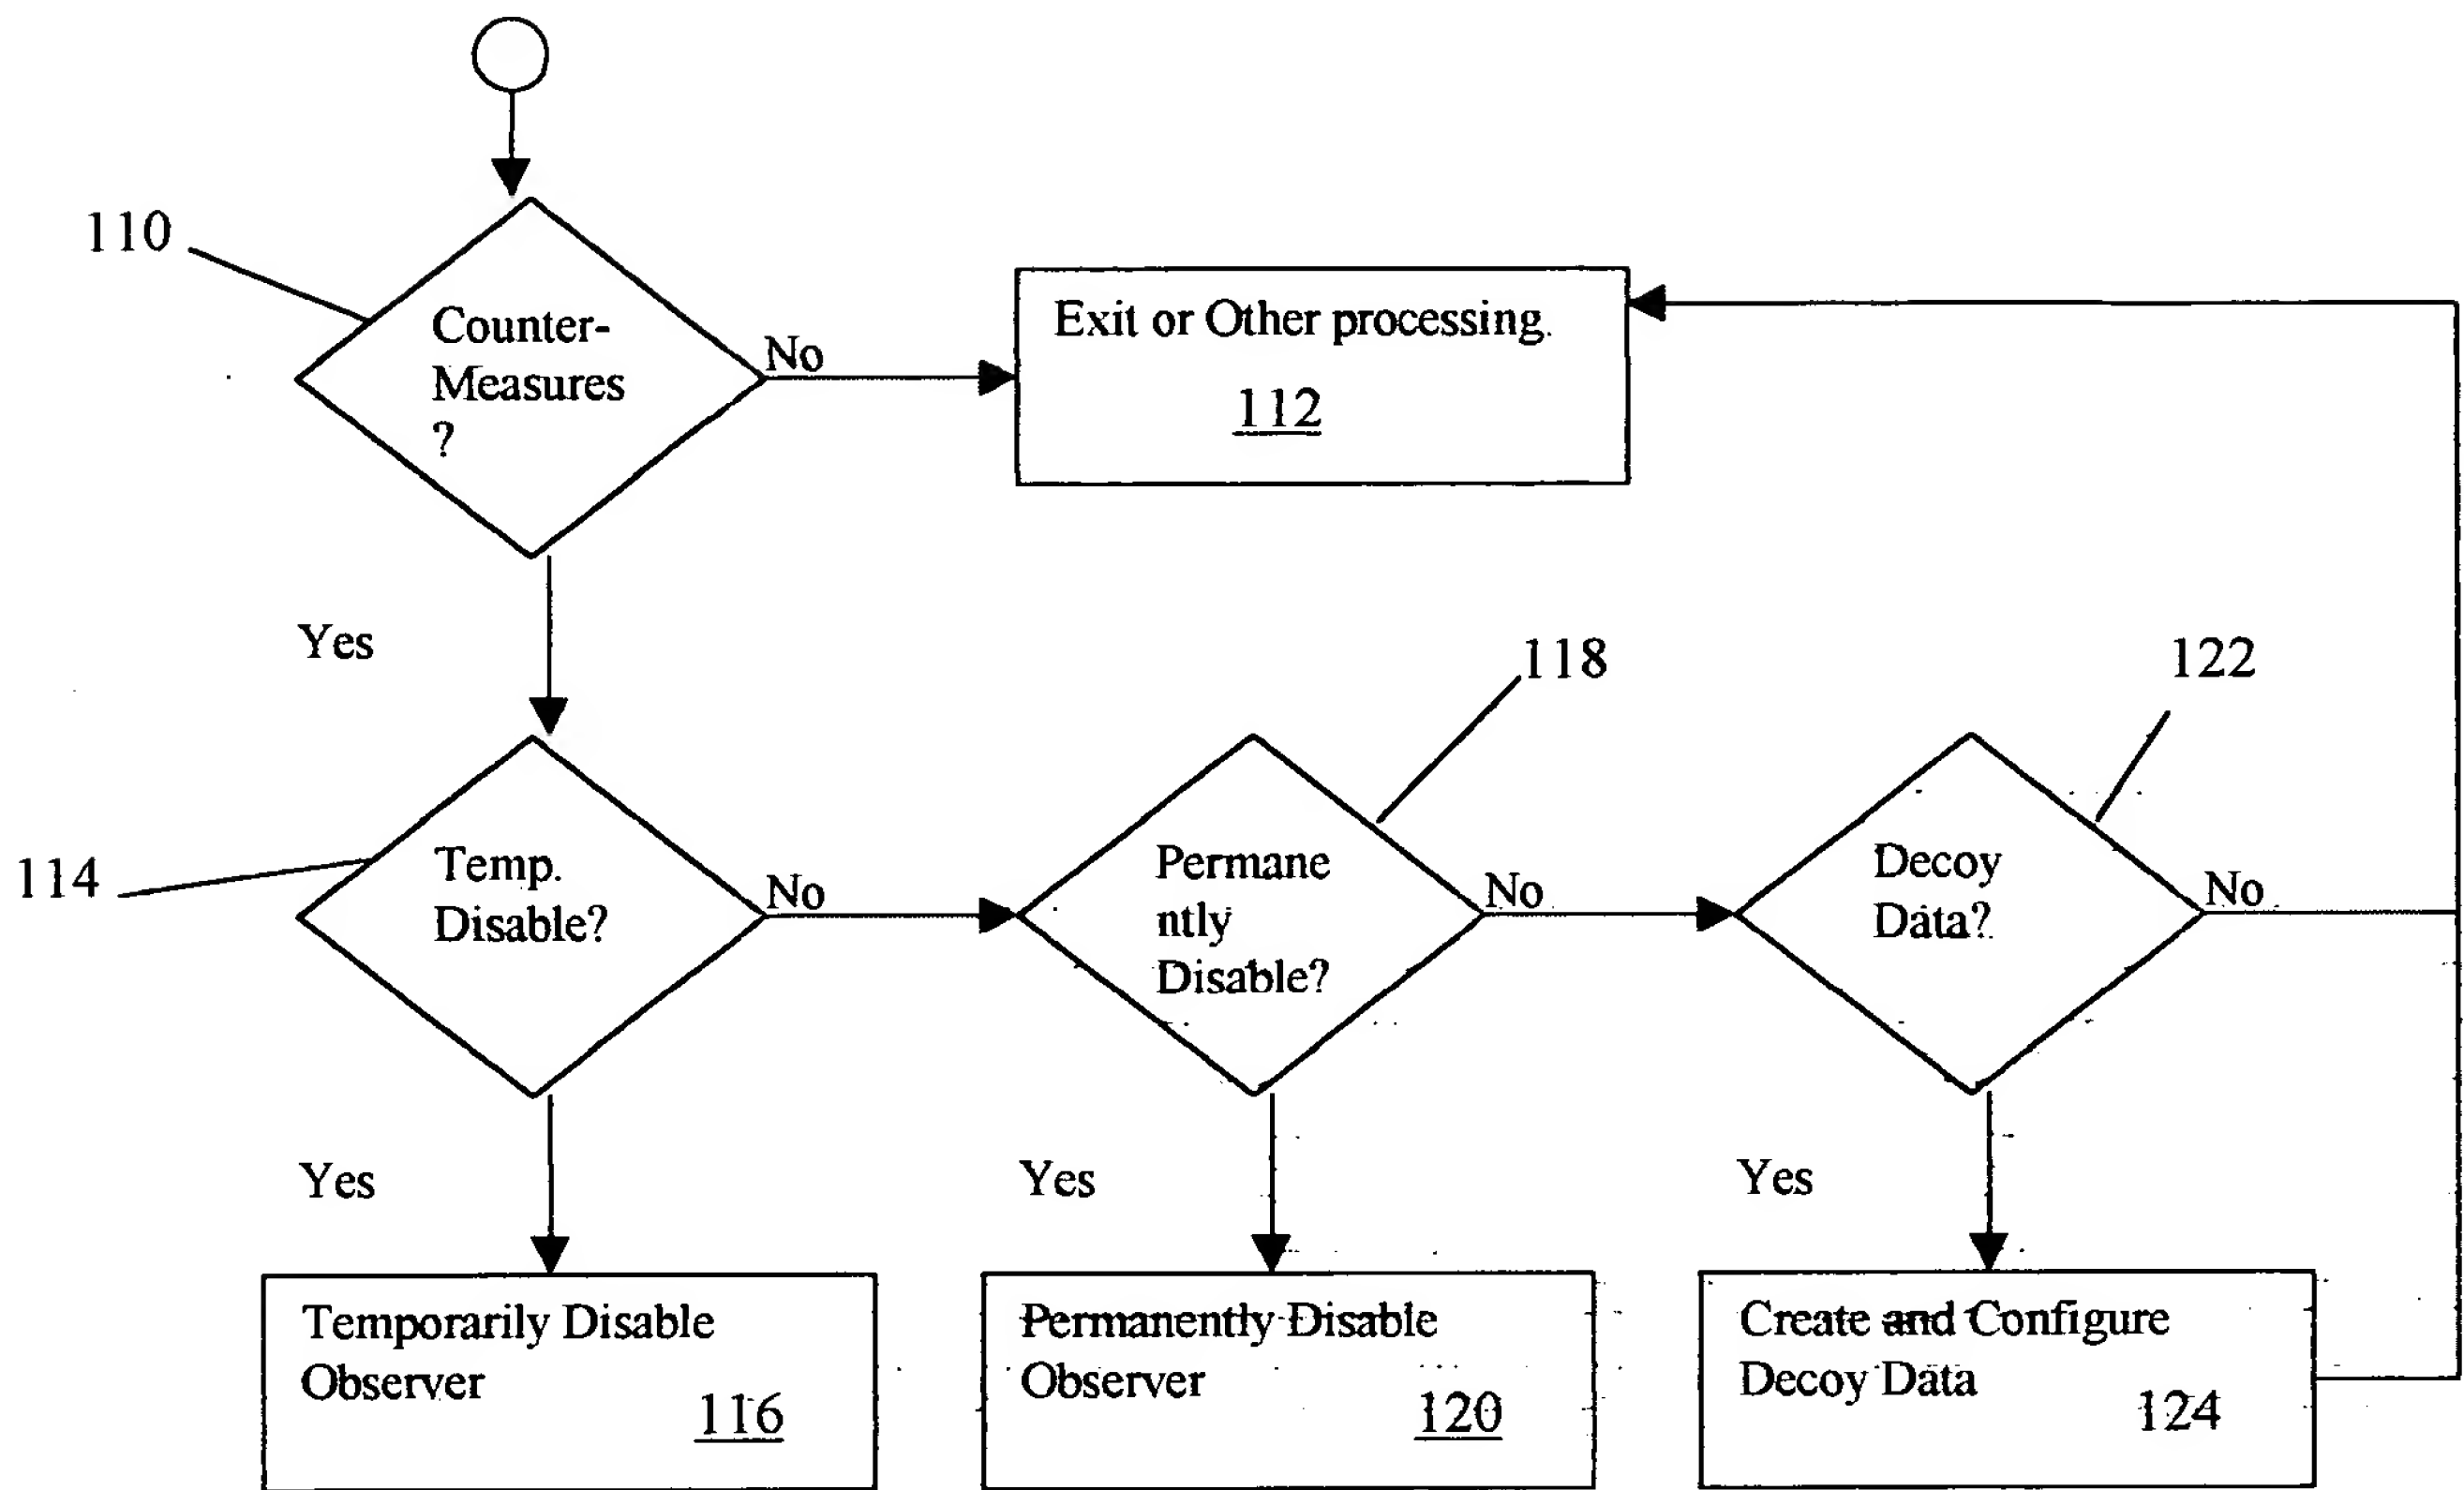 110
Counter-
Measures
?
No
Exit or Other processing.
112
Yes
118
122
114
Temp.
Disable?
No
Permane
ntly
Disable?
No
Decoy
Data?
No
Yes
Yes
Yes
Temporarily Disable
Observer
116
Permanently Disable
Observer
120
Create and Configure
Decoy Data
124